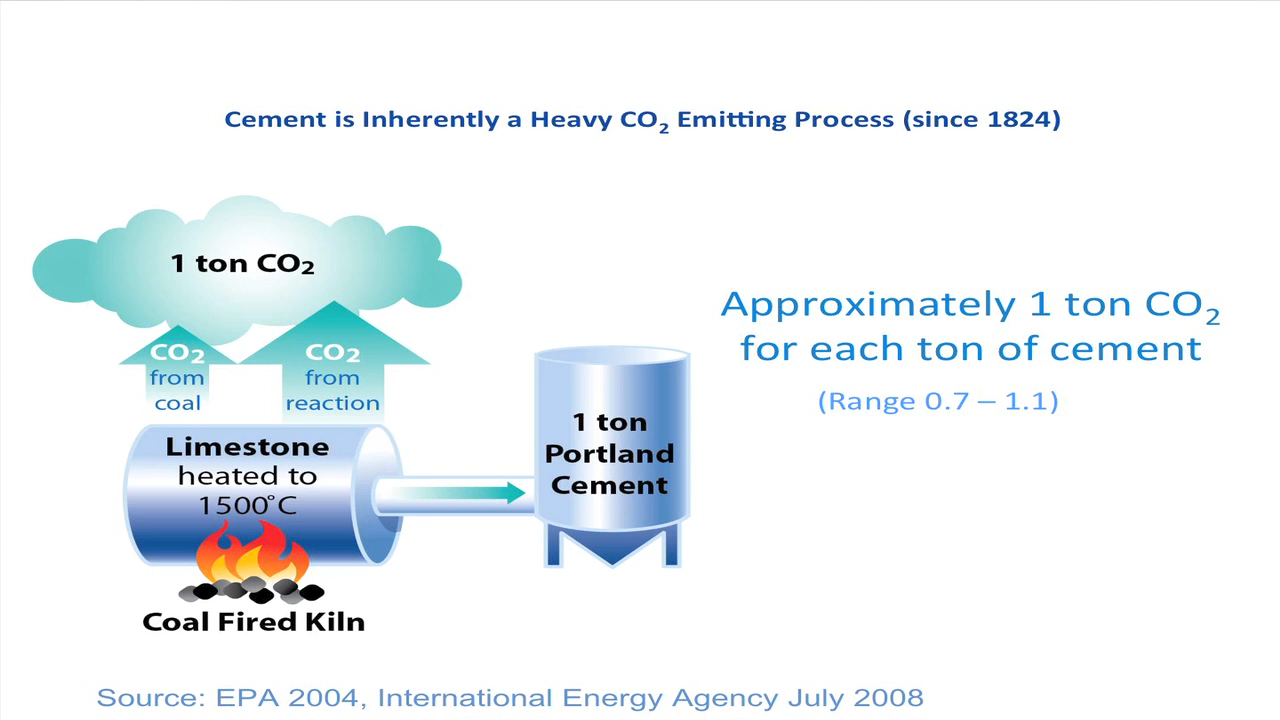 Cement is Inherently a Heavy CO₂ Emitting Process (since 1824)
1 ton CO₂
CO₂
from
coal
CO₂
from
reaction
Limestone
heated to
1500°C
Coal Fired Kiln
1 ton
Portland
Cement
Approximately 1 ton CO₂
for each ton of cement
(Range 0.7 – 1.1)
Source: EPA 2004, International Energy Agency July 2008